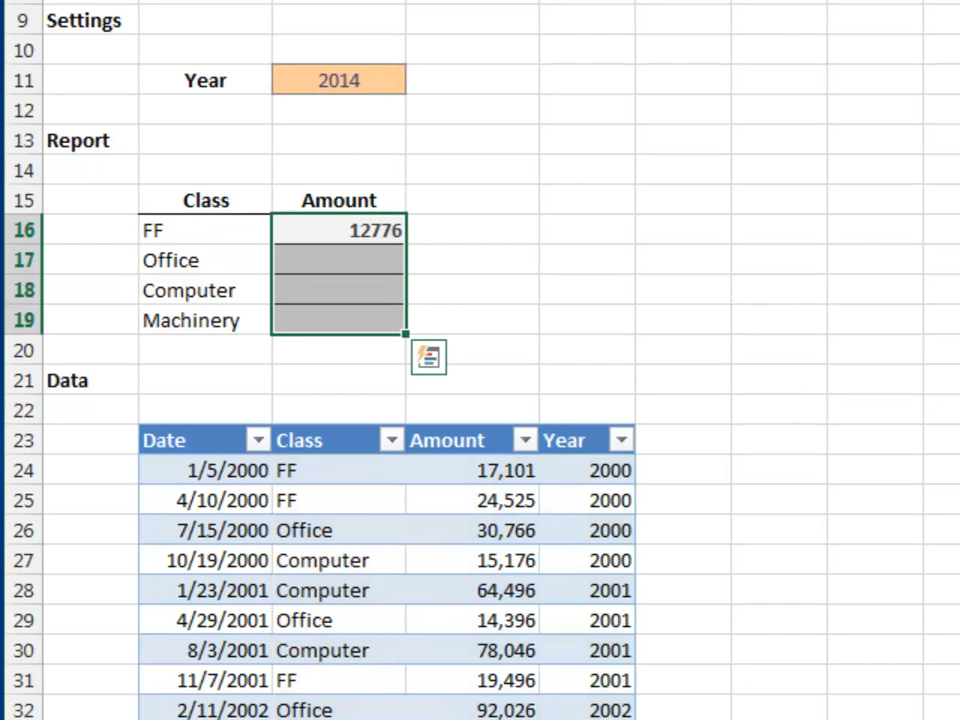 9 Settings
10
11 Year 2014
12
13 Report
14
15 Class Amount
16 FF 12776
17 Office
18 Computer
19 Machinery
20
21 Data
22
23 Date Class Amount Year
24 1/5/2000 FF 17,101 2000
25 4/10/2000 FF 24,525 2000
26 7/15/2000 Office 30,766 2000
27 10/19/2000 Computer 15,176 2000
28 1/23/2001 Computer 64,496 2001
29 4/29/2001 Office 14,396 2001
30 8/3/2001 Computer 78,046 2001
31 11/7/2001 FF 19,496 2001
32 2/11/2002 Office 92,026 2002